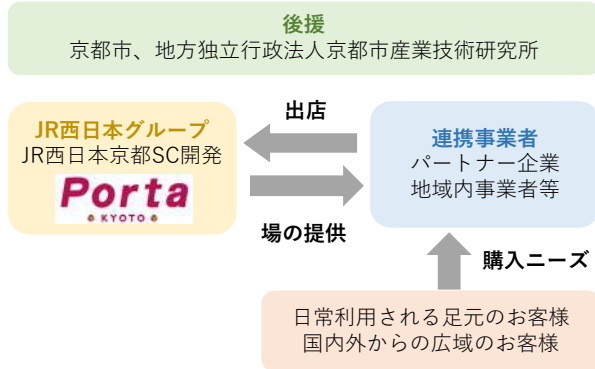 後援
京都市、地方独立行政法人京都市産業技術研究所
出店
JR西日本グループ
JR西日本京都SC開発
Porta
KYOTO
連携事業者
パートナー企業
地域内事業者等
場の提供
購入ニーズ
日常利用される足元のお客様
国内外からの広域のお客様